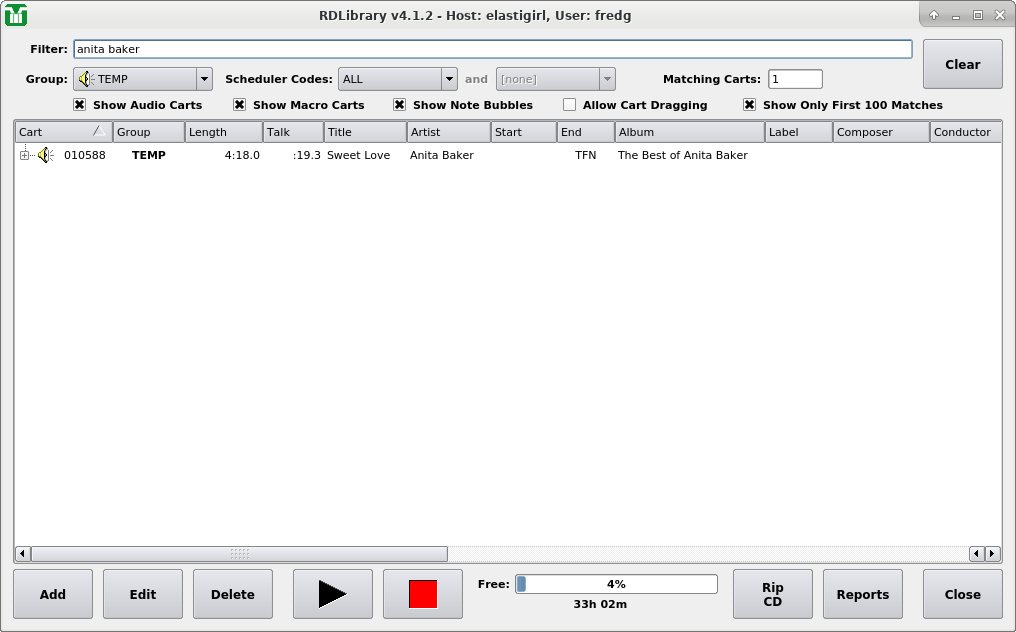 RDLibrary v4.1.2 - Host: elastigirl, User: fredg
Filter: anita baker Clear
Group: TEMP Scheduler Codes: ALL and [none] Matching Carts: 1
Show Audio Carts Show Macro Carts Show Note Bubbles Allow Cart Dragging Show Only First 100 Matches
Cart Group Length Talk Title Artist Start End Album Label Composer Conductor
010588 TEMP 4:18.0 :19.3 Sweet Love Anita Baker TFN The Best of Anita Baker
Add Edit Delete Free: 4% Rip CD Reports Close
33h 02m